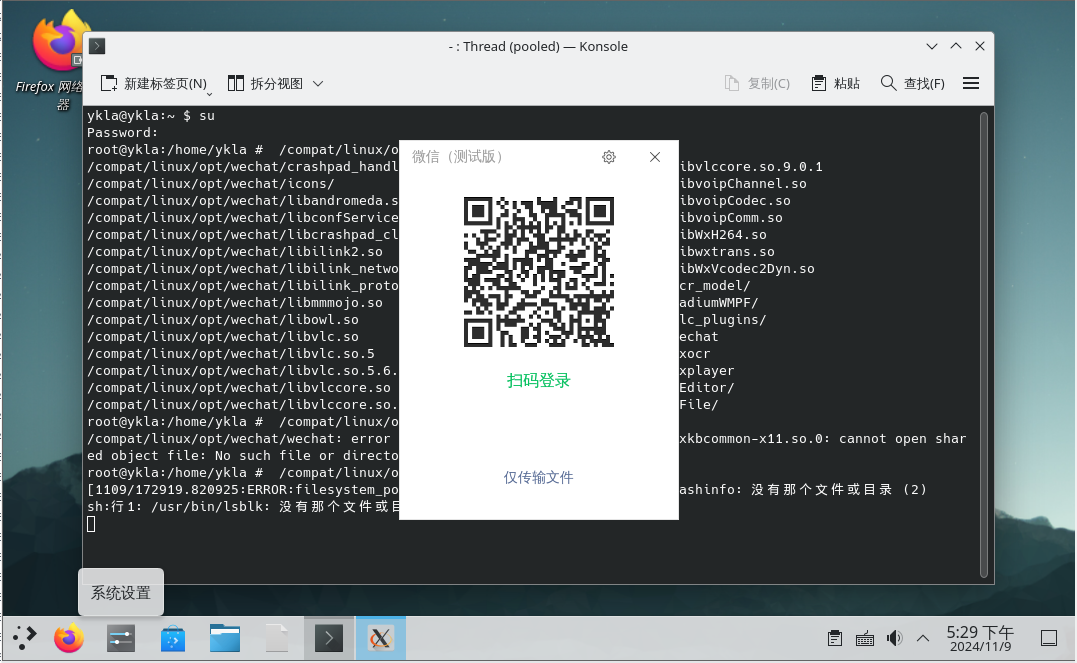 Firefox 网络
器
- : Thread (pooled) — Konsole
新建标签页(N) 拆分视图 复制(C) 粘贴 查找(F)
ykla@ykla:~ $ su
Password:
root@ykla:/home/ykla # /compat/linux/o
/compat/linux/opt/wechat/crashpad_handl ibvlccore.so.9.0.1
/compat/linux/opt/wechat/icons/ ibvoipChannel.so
/compat/linux/opt/wechat/libandromeda.s ibvoipCodec.so
/compat/linux/opt/wechat/libconfService ibvoipComm.so
/compat/linux/opt/wechat/libcrashpad_cl ibWxH264.so
/compat/linux/opt/wechat/libilink2.so ibwxtrans.so
/compat/linux/opt/wechat/libilink_netwo ibWxVcodec2Dyn.so
/compat/linux/opt/wechat/libilink_proto cr_model/
/compat/linux/opt/wechat/libmmmojo.so adiumWMPF/
/compat/linux/opt/wechat/libowl.so lc_plugins/
/compat/linux/opt/wechat/libvlc.so echat
/compat/linux/opt/wechat/libvlc.so.5 xocr
/compat/linux/opt/wechat/libvlc.so.5.6. xplayer
/compat/linux/opt/wechat/libvlccore.so Editor/
/compat/linux/opt/wechat/libvlccore.so. File/
root@ykla:/home/ykla # /compat/linux/o
/compat/linux/opt/wechat/wechat: error xkbcommon-x11.so.0: cannot open shar
ed object file: No such file or directo
root@ykla:/home/ykla # /compat/linux/o
[1109/172919.820925:ERROR:filesystem_po ashinfo: 没有那个文件或目录 (2)
sh:行1: /usr/bin/lsblk: 没有那个文件或目
微信（测试版）
扫码登录
仅传输文件
系统设置
5:29 下午
2024/11/9